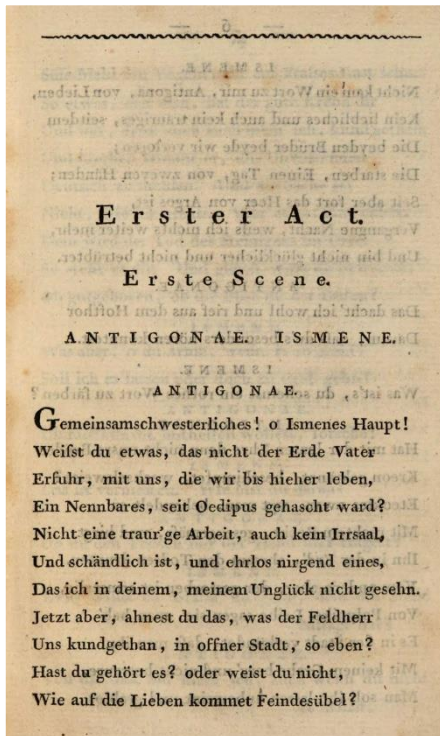 Erster Act.
Erste Scene.
ANTIGONAE. ISMENE.
ANTIGONAE.
Gemeinsamschwesterliches! o Ismenes Haupt!
Weiſst du etwas, das nicht der Erde Vater
Erfuhr, mit uns, die wir bis hieher leben,
Ein Nennbares, seit Oedipus gehascht ward?
Nicht eine traur'ge Arbeit, auch kein Irrsaal,
Und schändlich ist, und ehrlos nirgend eines,
Das ich in deinem, meinem Unglück nicht gesehn.
Jetzt aber, ahnest du das, was der Feldherr
Uns kundgethan, in offner Stadt, so eben?
Hast du gehört es? oder weist du nicht,
Wie auf die Lieben kommet Feindesübel?